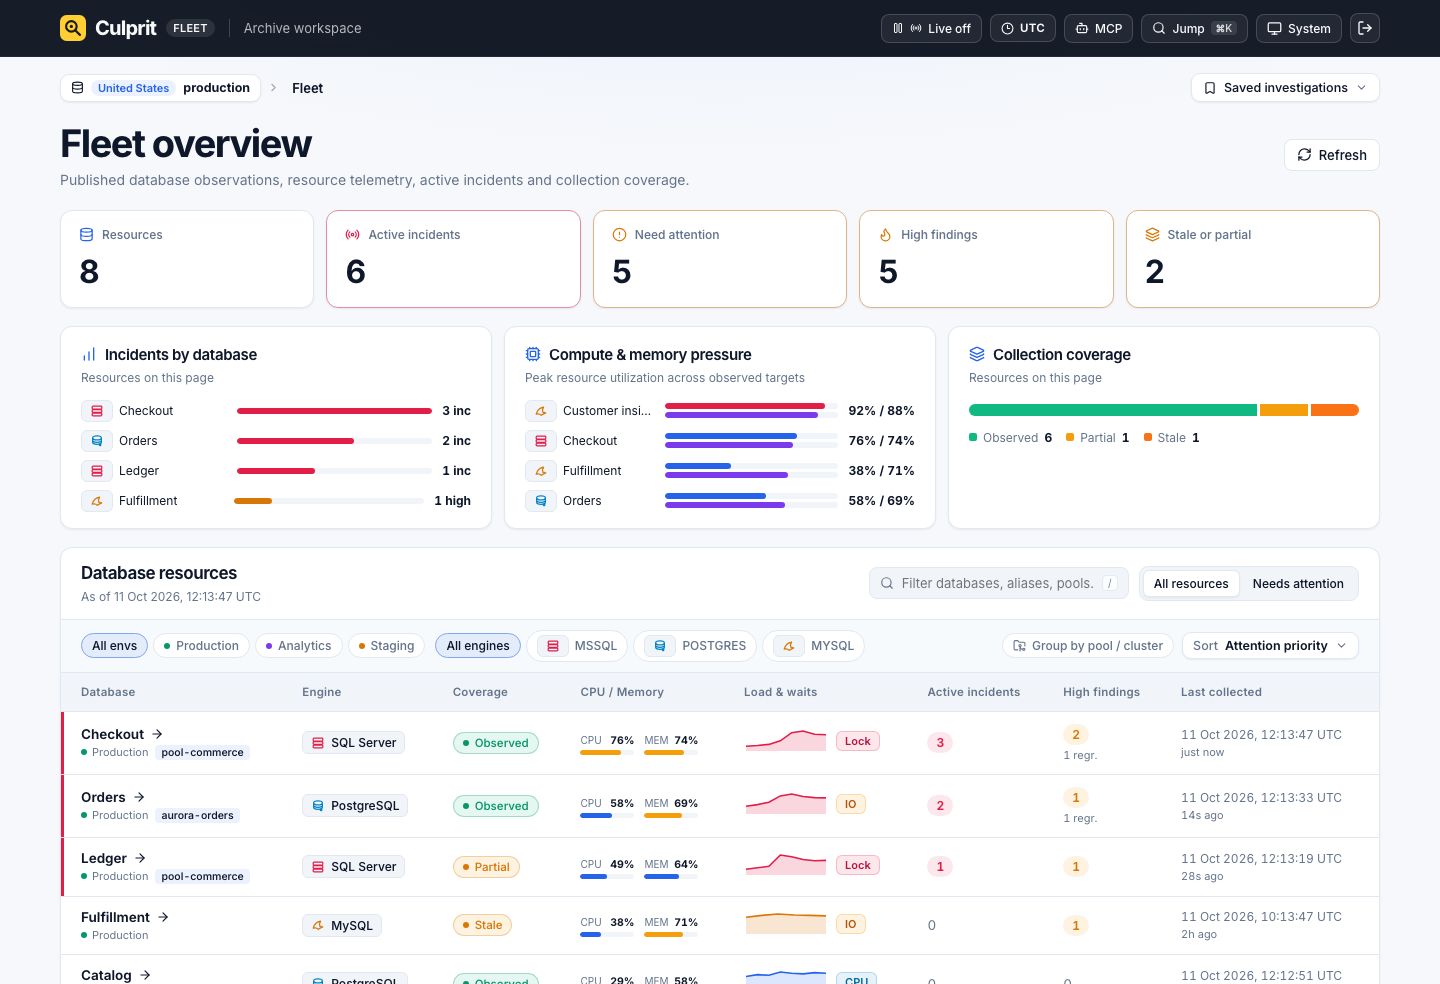 Culprit FLEET Archive workspace Live off UTC MCP Jump ⌘K System
United States production > Fleet Saved investigations
Fleet overview
Refresh
Published database observations, resource telemetry, active incidents and collection coverage.
Resources Active incidents Need attention High findings Stale or partial
8 6 5 5 2
Incidents by database
Resources on this page
Checkout 3 inc
Orders 2 inc
Ledger 1 inc
Fulfillment 1 high
Compute & memory pressure
Peak resource utilization across observed targets
Customer insi... 92% / 88%
Checkout 76% / 74%
Fulfillment 38% / 71%
Orders 58% / 69%
Collection coverage
Resources on this page
Observed 6 Partial 1 Stale 1
Database resources
As of 11 Oct 2026, 12:13:47 UTC
Filter databases, aliases, pools. / All resources Needs attention
All envs Production Analytics Staging All engines MSSQL POSTGRES MYSQL Group by pool / cluster Sort Attention priority
Database Engine Coverage CPU / Memory Load & waits Active incidents High findings Last collected
Checkout → SQL Server Observed CPU 76% MEM 74% Lock 3 2 11 Oct 2026, 12:13:47 UTC
Production pool-commerce 1 regr. just now
Orders → PostgreSQL Observed CPU 58% MEM 69% IO 2 1 11 Oct 2026, 12:13:33 UTC
Production aurora-orders 1 regr. 14s ago
Ledger → SQL Server Partial CPU 49% MEM 64% Lock 1 1 11 Oct 2026, 12:13:19 UTC
Production pool-commerce 28s ago
Fulfillment → MySQL Stale CPU 38% MEM 71% IO 0 1 11 Oct 2026, 10:13:47 UTC
Production 2h ago
Catalog → PostgreSQL Observed CPU 29% MEM 58% CPU 0 0 11 Oct 2026, 12:12:51 UTC